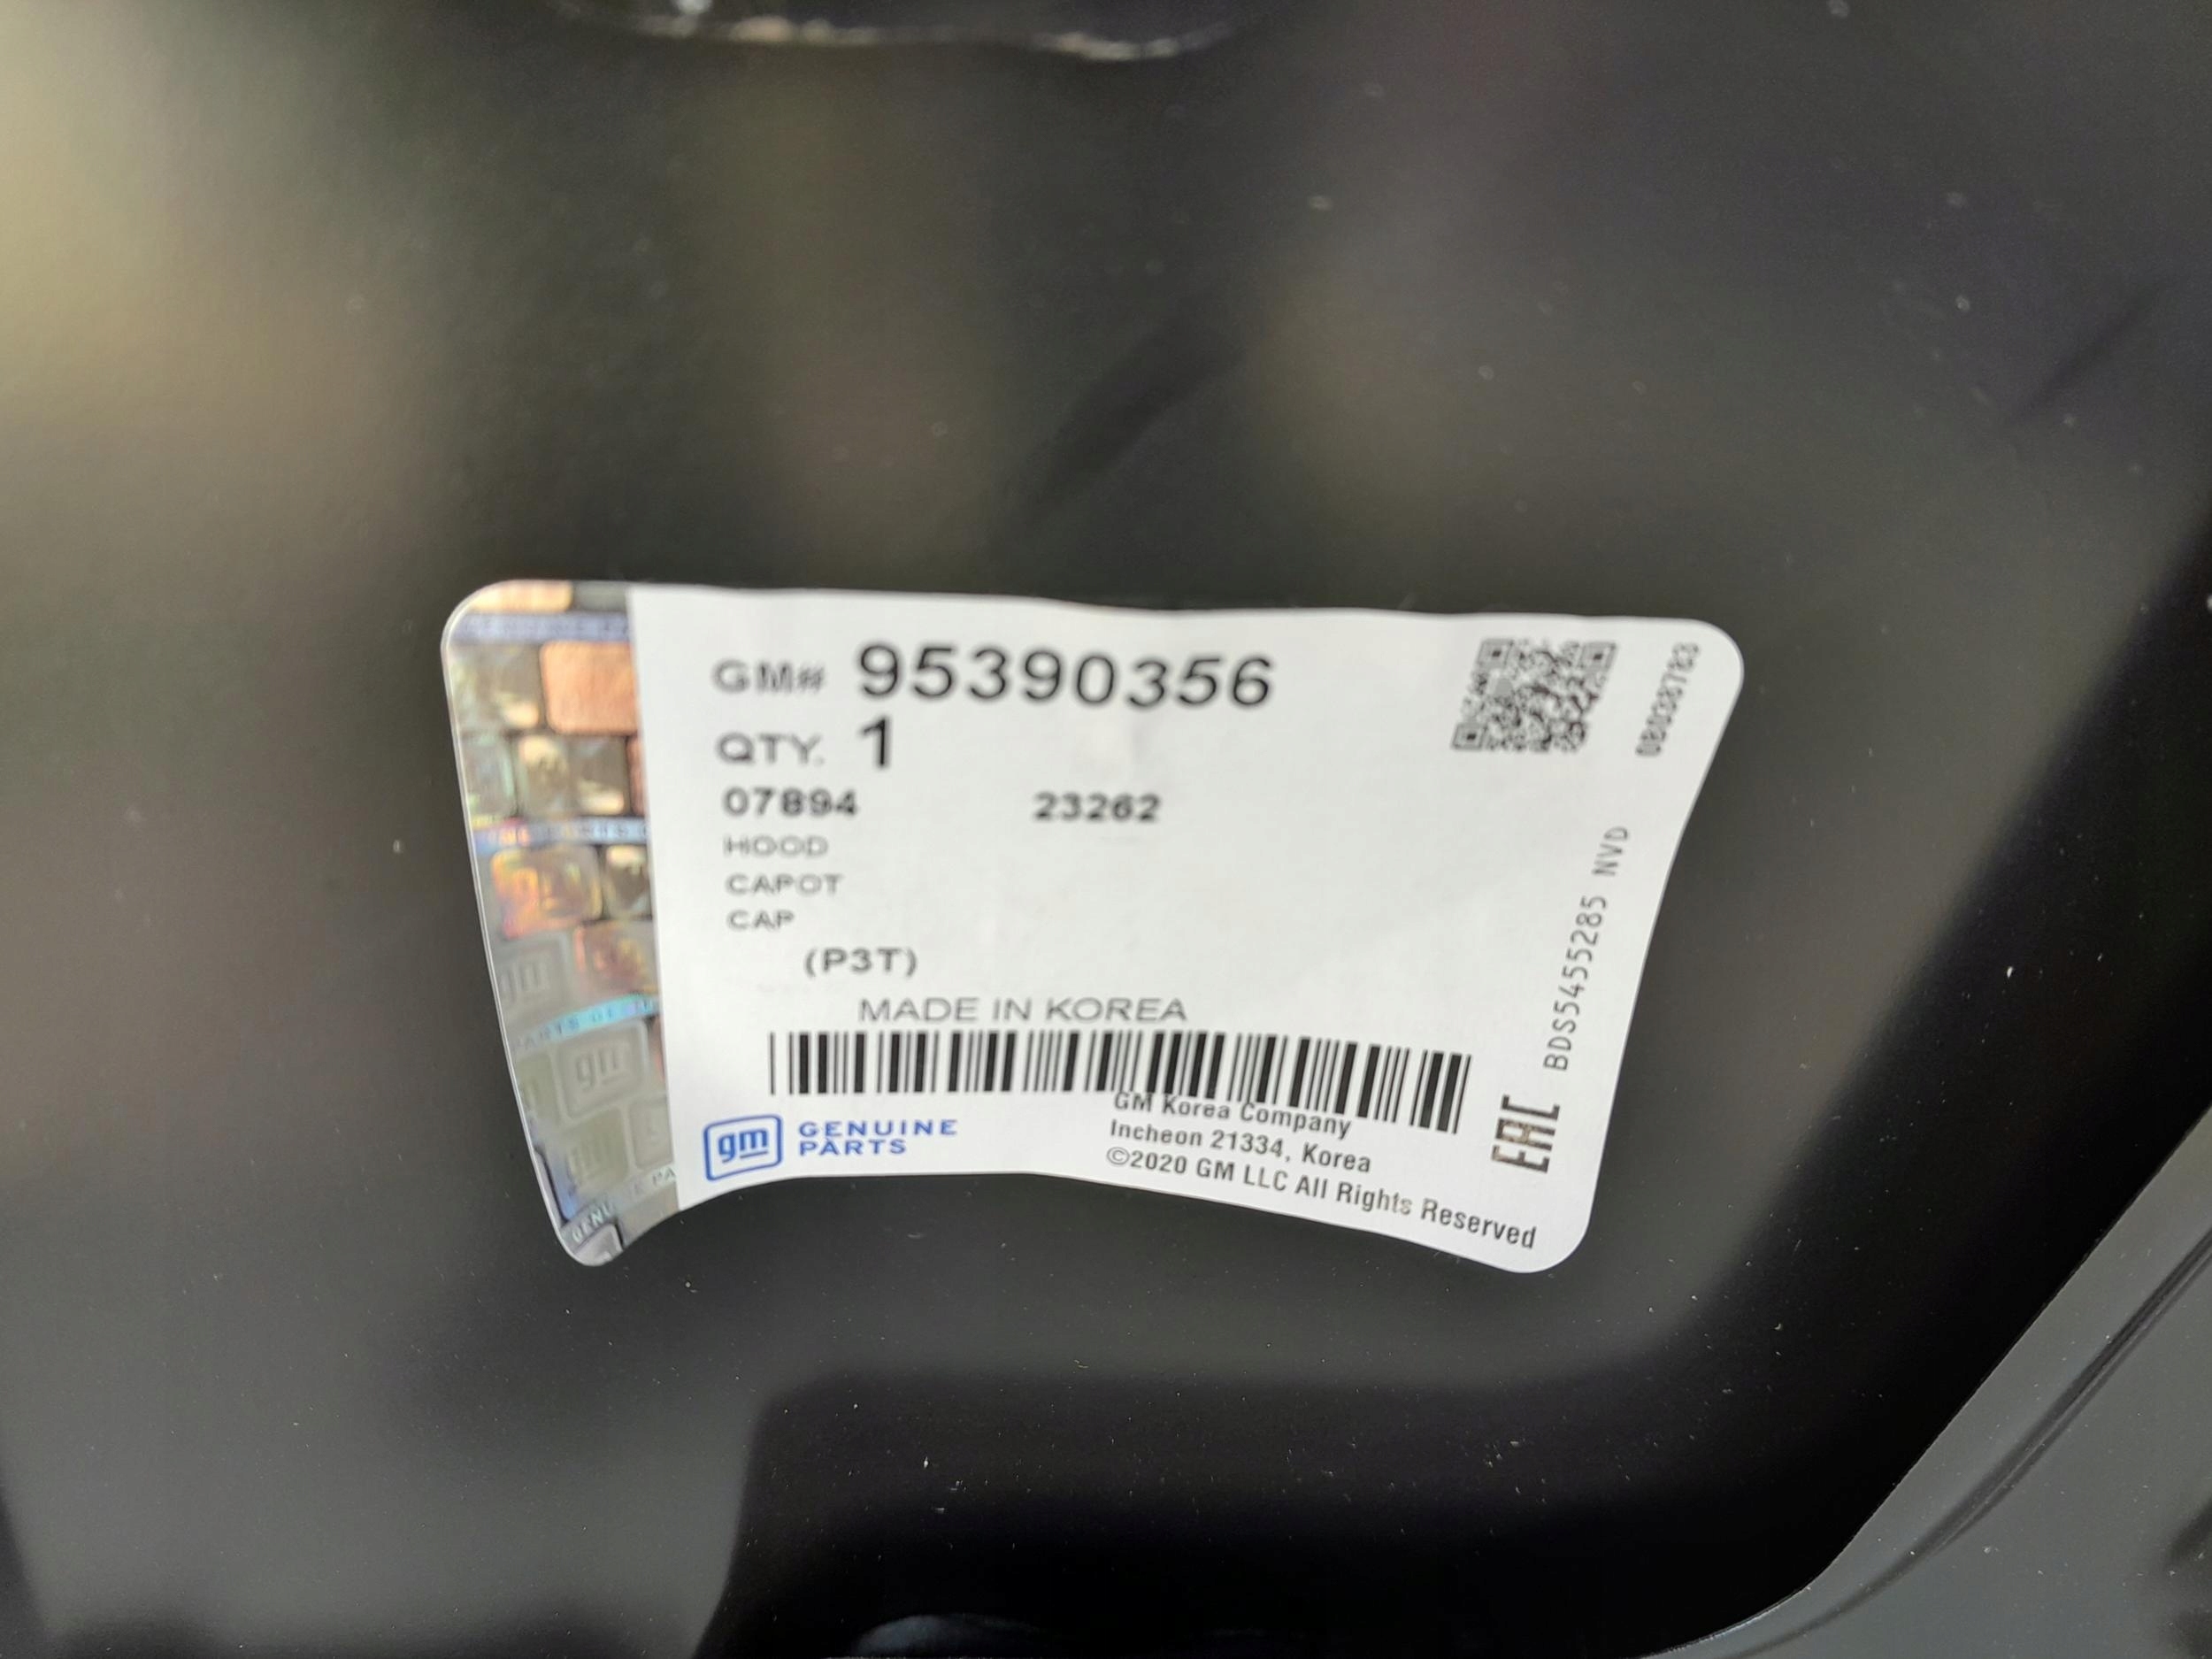 GM# 95390356
QTY. 1
07894 23262
HOOD
CAPOT
CAP
(P3T)
MADE IN KOREA
gm GENUINE
PARTS
GM Korea Company
Incheon 21334, Korea
©2020 GM LLC All Rights Reserved
EAC
BDS5455285 NVD